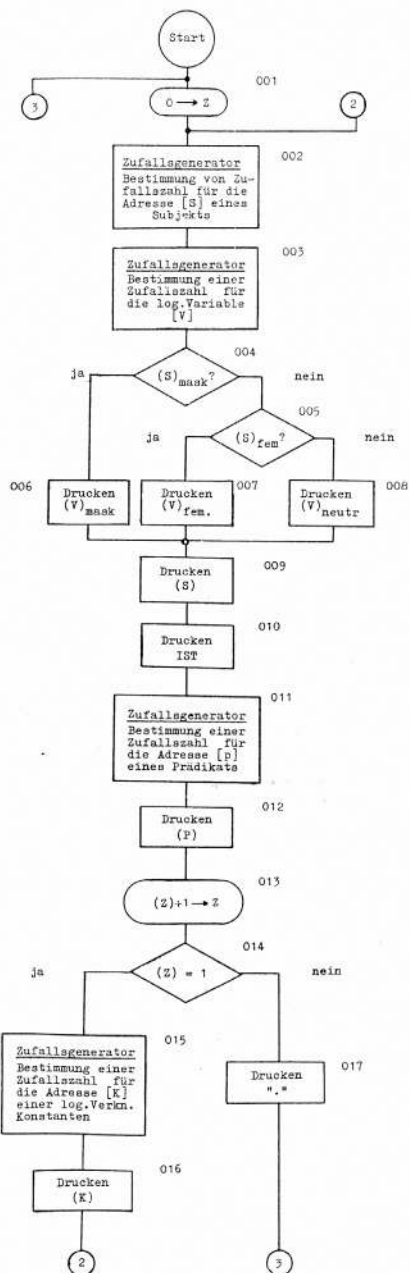 Start
001
3
0 → Z
2
002
Zufallsgenerator
Bestimmung von Zu-
fallszahl für die
Adresse [S] eines
Subjekts
003
Zufallsgenerator
Bestimmung einer
Zufallszahl für
die log.Variable
[V]
004
ja
(S)mask?
nein
005
ja
(S)fem?
nein
006
Drucken
(V)mask
007
Drucken
(V)fem.
008
Drucken
(V)neutr
009
Drucken
(S)
010
Drucken
IST
011
Zufallsgenerator
Bestimmung einer
Zufallszahl für
die Adresse [p]
eines Prädikats
012
Drucken
(P)
013
(Z)+1 → Z
014
ja
(Z) = 1
nein
015
Zufallsgenerator
Bestimmung einer
Zufallszahl für
die Adresse [K]
einer log.Verkn.
Konstanten
017
Drucken
"."
016
Drucken
(K)
2
3